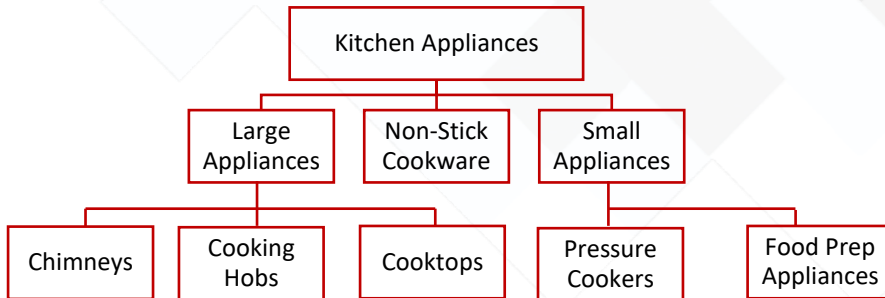 Kitchen Appliances
Large
Appliances
Non-Stick
Cookware
Small
Appliances
Chimneys
Cooking
Hobs
Cooktops
Pressure
Cookers
Food Prep
Appliances